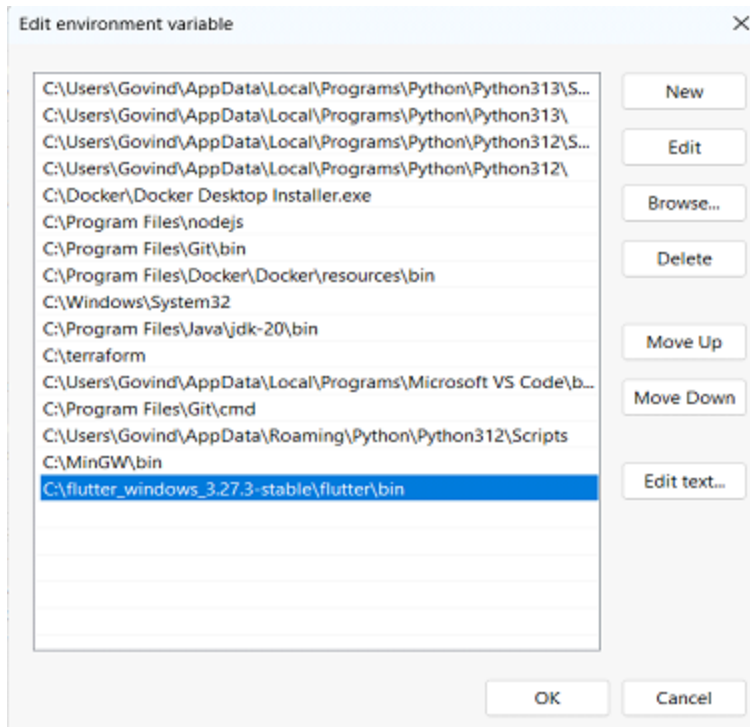 Edit environment variable
C:\Users\Govind\AppData\Local\Programs\Python\Python313\S...
New
C:\Users\Govind\AppData\Local\Programs\Python\Python313\
C:\Users\Govind\AppData\Local\Programs\Python\Python312\S...
Edit
C:\Users\Govind\AppData\Local\Programs\Python\Python312\
C:\Docker\Docker Desktop Installer.exe
Browse...
C:\Program Files\nodejs
C:\Program Files\Git\bin
Delete
C:\Program Files\Docker\Docker\resources\bin
C:\Windows\System32
C:\Program Files\Java\jdk-20\bin
Move Up
C:\terraform
C:\Users\Govind\AppData\Local\Programs\Microsoft VS Code\b...
Move Down
C:\Program Files\Git\cmd
C:\Users\Govind\AppData\Roaming\Python\Python312\Scripts
C:\MinGW\bin
Edit text...
C:\flutter_windows_3.27.3-stable\flutter\bin
OK
Cancel